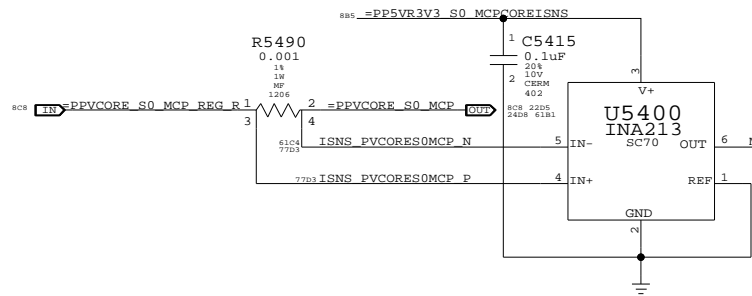 8B5 =PP5VR3V3_S0_MCPCOREISNS
R5490
0.001
1%
1W
MF
1206
1
C5415
0.1uF
20%
10V
CERM
402
2
3
V+
8C8 IN =PPVCORE_S0_MCP_REG_R 1 2 =PPVCORE_S0_MCP OUT 8C8 22D5
24D8 61B1
3 4
U5400
INA213
SC70
61C4
77D3 ISNS_PVCORES0MCP_N 5 IN- OUT 6
77D3 ISNS_PVCORES0MCP_P 4 IN+ REF 1
GND
2